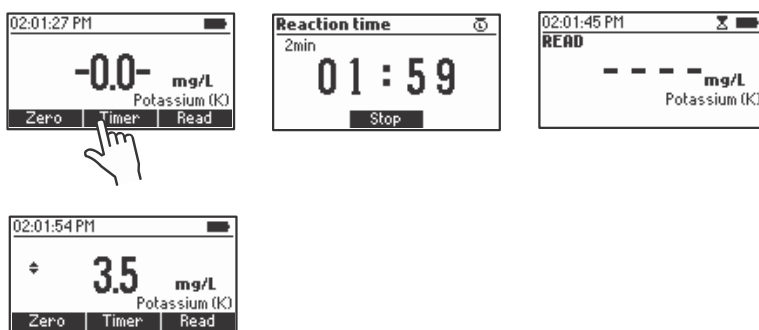 02:01:27 PM
-0.0- mg/L
Potassium (K)
Zero Timer Read
Reaction time
2min
01:59
Stop
02:01:45 PM
READ
---- mg/L
Potassium (K)
02:01:54 PM
3.5 mg/L
Potassium (K)
Zero Timer Read